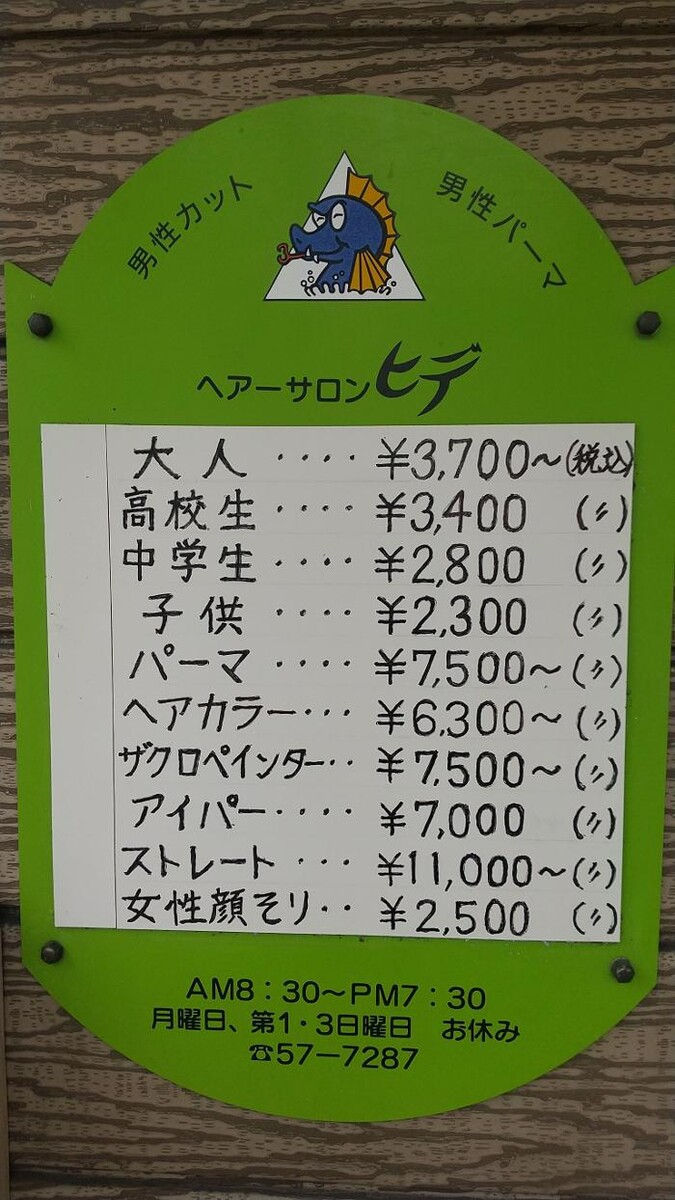 男性カット
男性パーマ
ヘアーサロンヒデ
大人‥‥¥3,700～(税込)
高校生‥‥¥3,400 (〃)
中学生‥‥¥2,800 (〃)
子供‥‥¥2,300 (〃)
パーマ‥‥¥7,500～(〃)
ヘアカラー‥·¥6,300～(〃)
ザクロペインター‥¥7,500～(〃)
アイパー‥‥¥7,000 (〃)
ストレート‥·¥11,000～(〃)
女性顔そり‥¥2,500 (〃)
AM8：30～PM7：30
月曜日、第1・3日曜日　お休み
☎57－7287